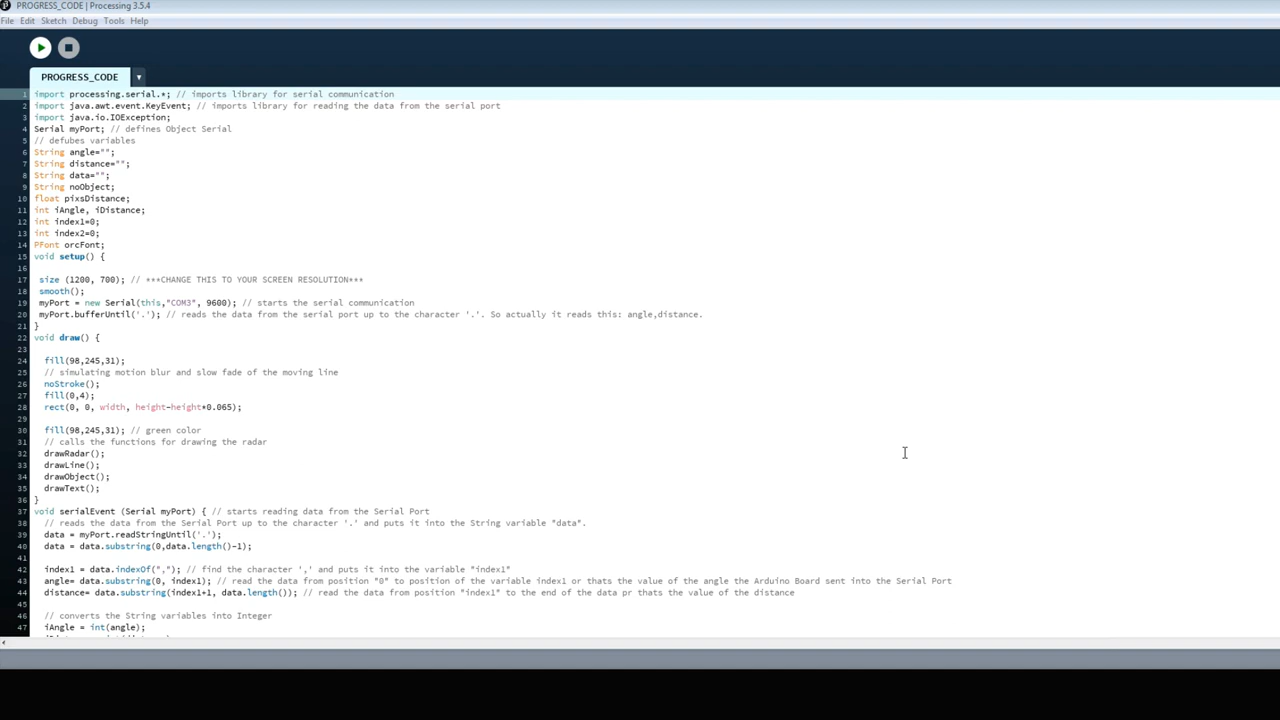 PROGRESS_CODE | Processing 3.5.4
File Edit Sketch Debug Tools Help
PROGRESS_CODE ▾
1 import processing.serial.*; // imports library for serial communication
2 import java.awt.event.KeyEvent; // imports library for reading the data from the serial port
3 import java.io.IOException;
4 Serial myPort; // defines Object Serial
5 // defubes variables
6 String angle="";
7 String distance="";
8 String data="";
9 String noObject;
10 float pixsDistance;
11 int iAngle, iDistance;
12 int index1=0;
13 int index2=0;
14 PFont orcFont;
15 void setup() {
16
17 size (1200, 700); // ***CHANGE THIS TO YOUR SCREEN RESOLUTION***
18 smooth();
19 myPort = new Serial(this,"COM3", 9600); // starts the serial communication
20 myPort.bufferUntil('.'); // reads the data from the serial port up to the character '.'. So actually it reads this: angle,distance.
21 }
22 void draw() {
23
24 fill(98,245,31);
25 // simulating motion blur and slow fade of the moving line
26 noStroke();
27 fill(0,4);
28 rect(0, 0, width, height-height*0.065);
29
30 fill(98,245,31); // green color
31 // calls the functions for drawing the radar
32 drawRadar();
33 drawLine();
34 drawObject();
35 drawText();
36 }
37 void serialEvent (Serial myPort) { // starts reading data from the Serial Port
38 // reads the data from the Serial Port up to the character '.' and puts it into the String variable "data".
39 data = myPort.readStringUntil('.');
40 data = data.substring(0,data.length()-1);
41
42 index1 = data.indexOf(","); // find the character ',' and puts it into the variable "index1"
43 angle= data.substring(0, index1); // read the data from position "0" to position of the variable index1 or thats the value of the angle the Arduino Board sent into the Serial Port
44 distance= data.substring(index1+1, data.length()); // read the data from position "index1" to the end of the data pr thats the value of the distance
45
46 // converts the String variables into Integer
47 iAngle = int(angle);